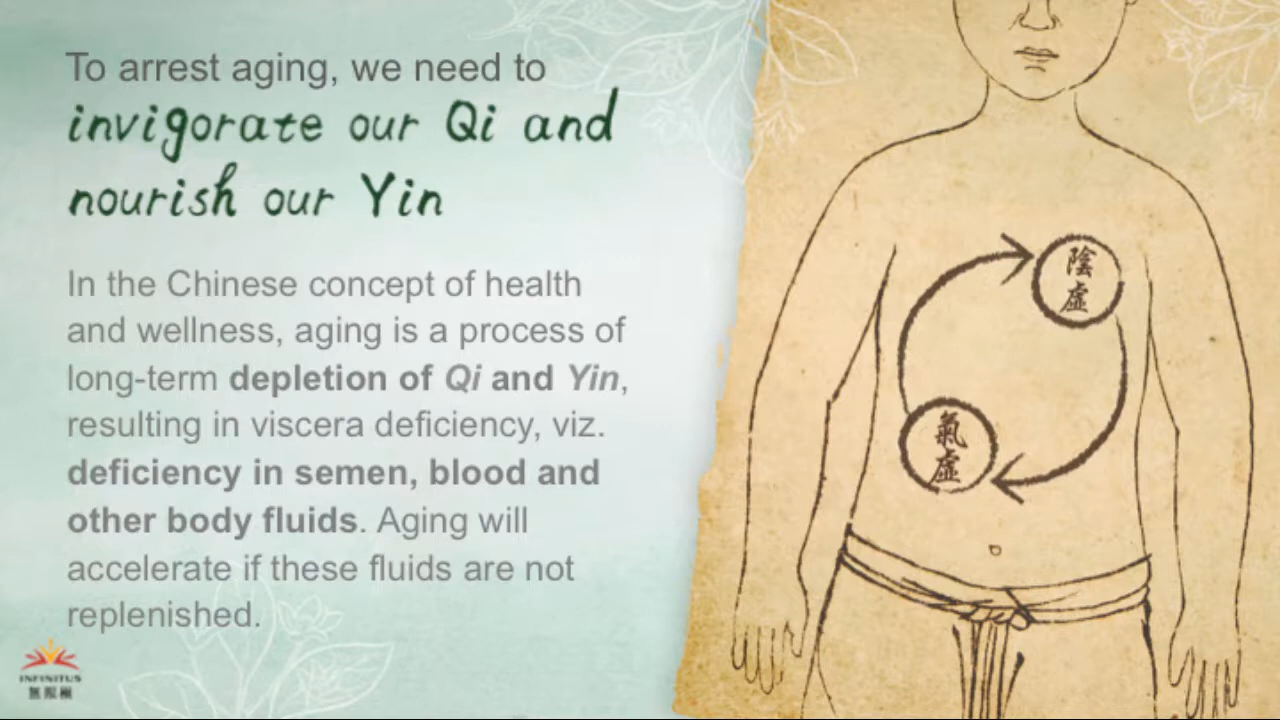 To arrest aging, we need to
invigorate our Qi and
nourish our Yin
In the Chinese concept of health
and wellness, aging is a process of
long-term depletion of Qi and Yin,
resulting in viscera deficiency, viz.
deficiency in semen, blood and
other body fluids. Aging will
accelerate if these fluids are not
replenished.
陰
虛
氣
虛
INFINITUS
無限極